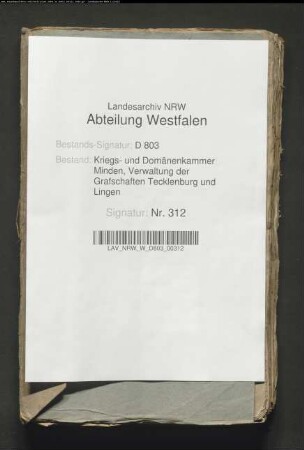 Landesarchiv NRW
Abteilung Westfalen
Bestands-Signatur: D 803
Bestand: Kriegs- und Domänenkammer
Minden, Verwaltung der
Grafschaften Tecklenburg und
Lingen
Signatur: Nr. 312
LAV_NRW_W_D803_00312